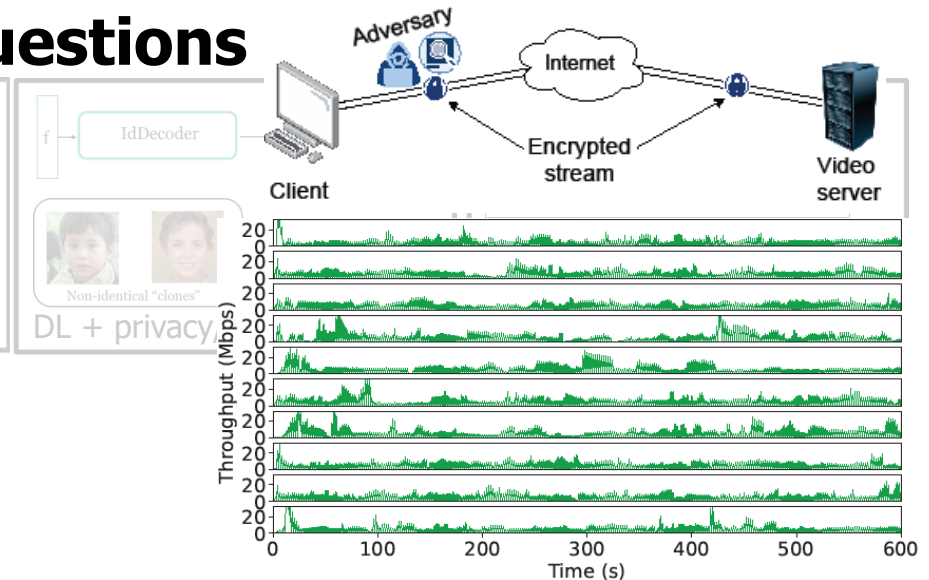 uestions
Adversary
Internet
Encrypted
stream
Client
Video
server
f
IdDecoder
Non-identical "clones"
DL + privacy,
Throughput (Mbps)
20
0
20
0
20
0
20
0
20
0
20
0
20
0
20
0
20
0
20
0 100 200 300 400 500 600
Time (s)